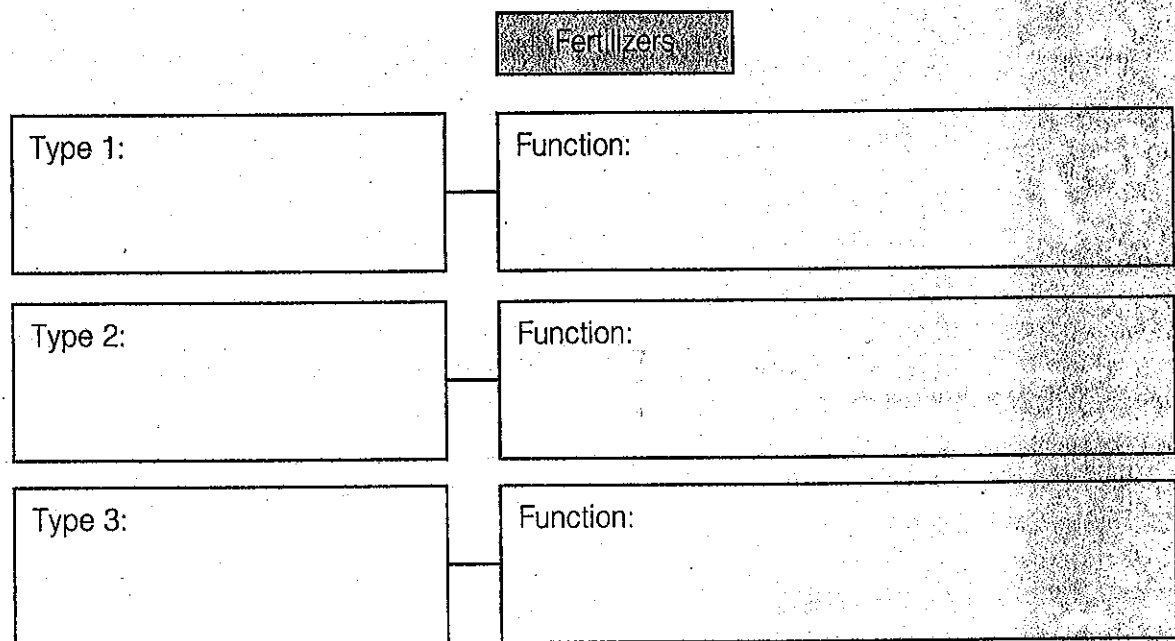 Fertilizers
Type 1:
Function:
Type 2:
Function:
Type 3:
Function: